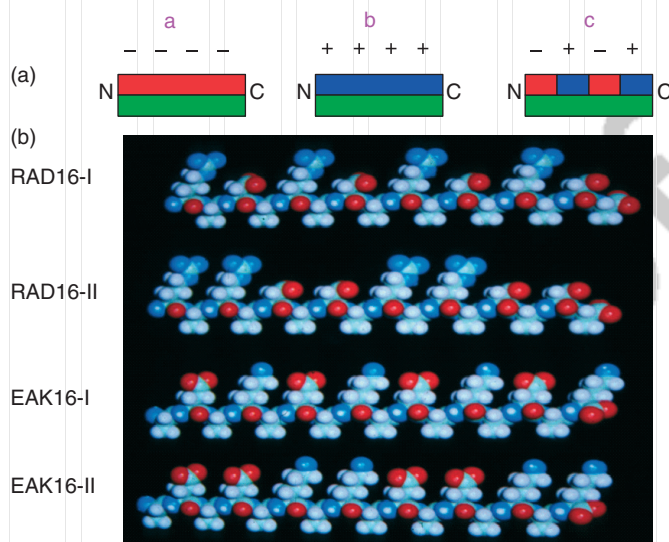 a b c
− − − − + + + + − + − +
(a) N C N C N C
(b)
RAD16-I
RAD16-II
EAK16-I
EAK16-II